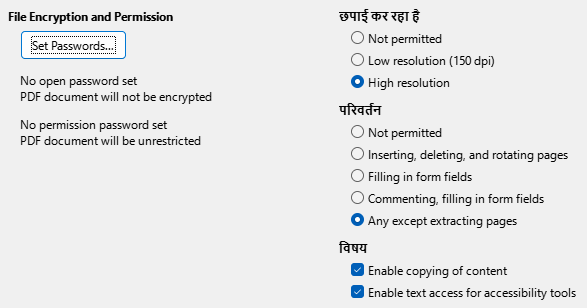 File Encryption and Permission
Set Passwords...
No open password set
PDF document will not be encrypted
No permission password set
PDF document will be unrestricted
छपाई कर रहा है
Not permitted
Low resolution (150 dpi)
High resolution
परिवर्तन
Not permitted
Inserting, deleting, and rotating pages
Filling in form fields
Commenting, filling in form fields
Any except extracting pages
विषय
Enable copying of content
Enable text access for accessibility tools